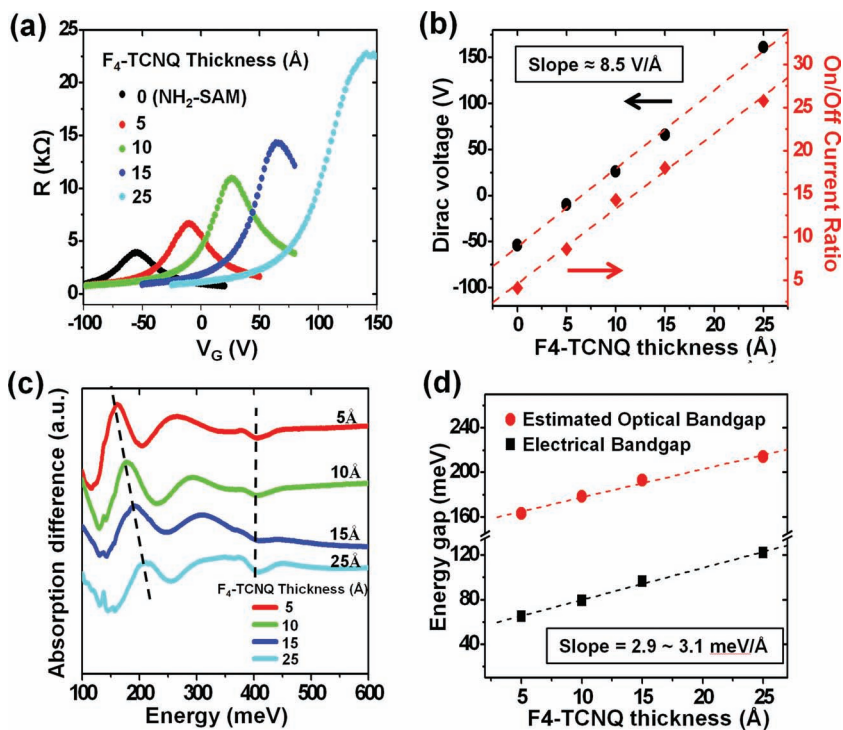 (a)
F4-TCNQ Thickness (Å)
0 (NH2-SAM)
5
10
15
25
R (kΩ)
25
20
15
10
5
0
-100 -50 0 50 100 150
VG (V)
(b)
Slope ≈ 8.5 V/Å
Dirac voltage (V)
150
100
50
0
-50
-100
On/Off Current Ratio
30
25
20
15
10
5
0 5 10 15 20 25
F4-TCNQ thickness (Å)
(c)
Absorption difference (a.u.)
5Å
10Å
15Å
25Å
F4-TCNQ Thickness (Å)
5
10
15
25
100 200 300 400 500 600
Energy (meV)
(d)
Estimated Optical Bandgap
Electrical Bandgap
Energy gap (meV)
240
200
160
120
80
40
Slope = 2.9 ~ 3.1 meV/Å
5 10 15 20 25
F4-TCNQ thickness (Å)